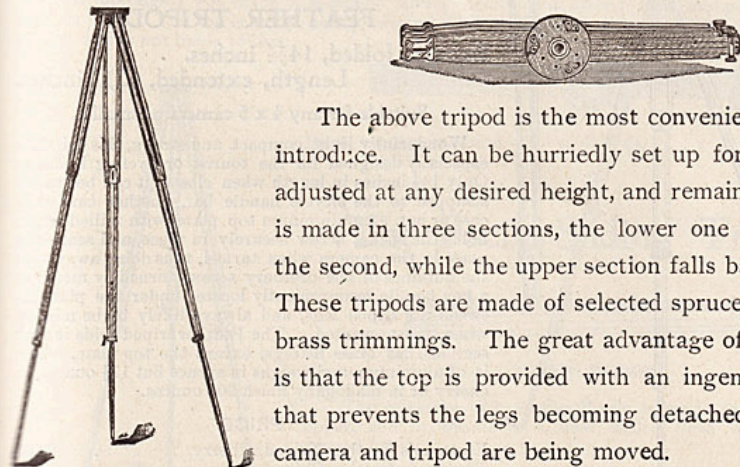 The above tripod is the most convenie
introduce. It can be hurriedly set up for
adjusted at any desired height, and remain
is made in three sections, the lower one
the second, while the upper section falls b
These tripods are made of selected spruce
brass trimmings. The great advantage of
is that the top is provided with an ingen
that prevents the legs becoming detached
camera and tripod are being moved.